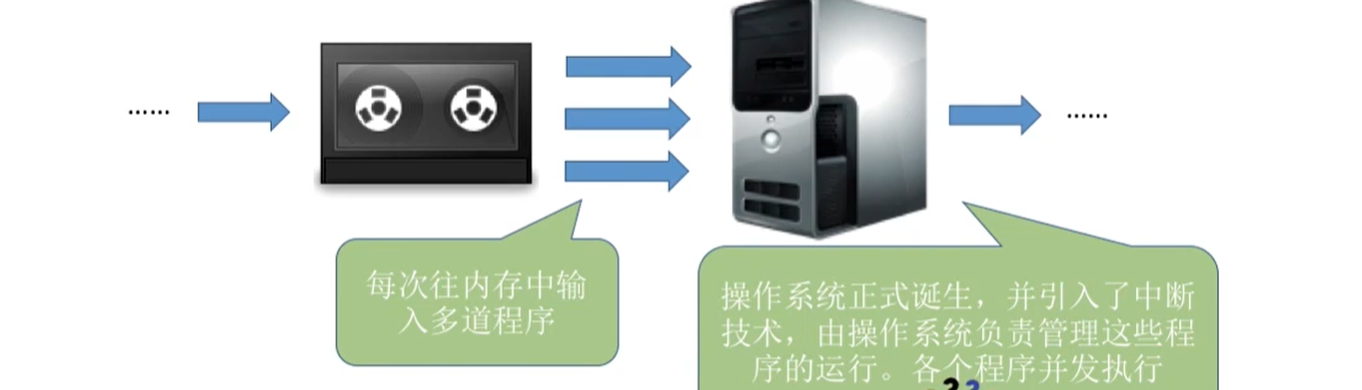 ······
······
每次往内存中输
入多道程序
操作系统正式诞生，并引入了中断
技术，由操作系统负责管理这些程
序的运行。各个程序并发执行